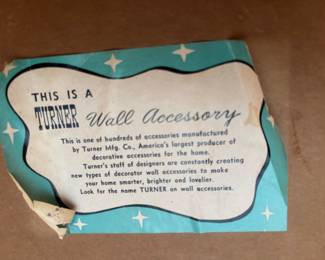 THIS IS A
TURNER Wall Accessory
This is one of hundreds of accessories manufactured
by Turner Mfg. Co., America's largest producer of
decorative accessories for the home.
Turner's staff of designers are constantly creating
new types of decorator wall accessories to make
your home smarter, brighter and lovelier.
Look for the name TURNER on wall accessories.